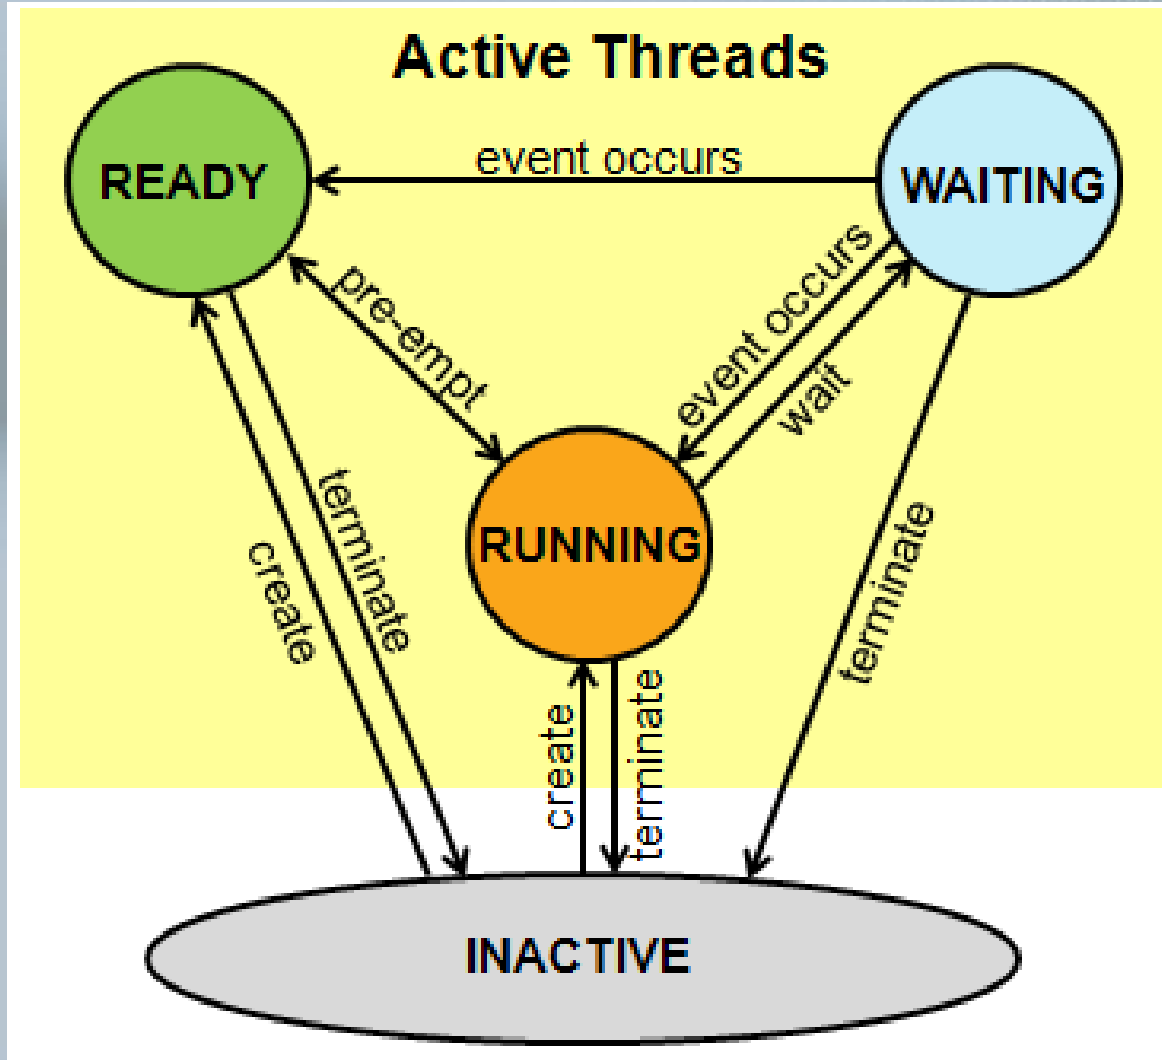 Active Threads
READY
event occurs
WAITING
pre-empt
event occurs
wait
RUNNING
create
terminate
create
terminate
terminate
INACTIVE